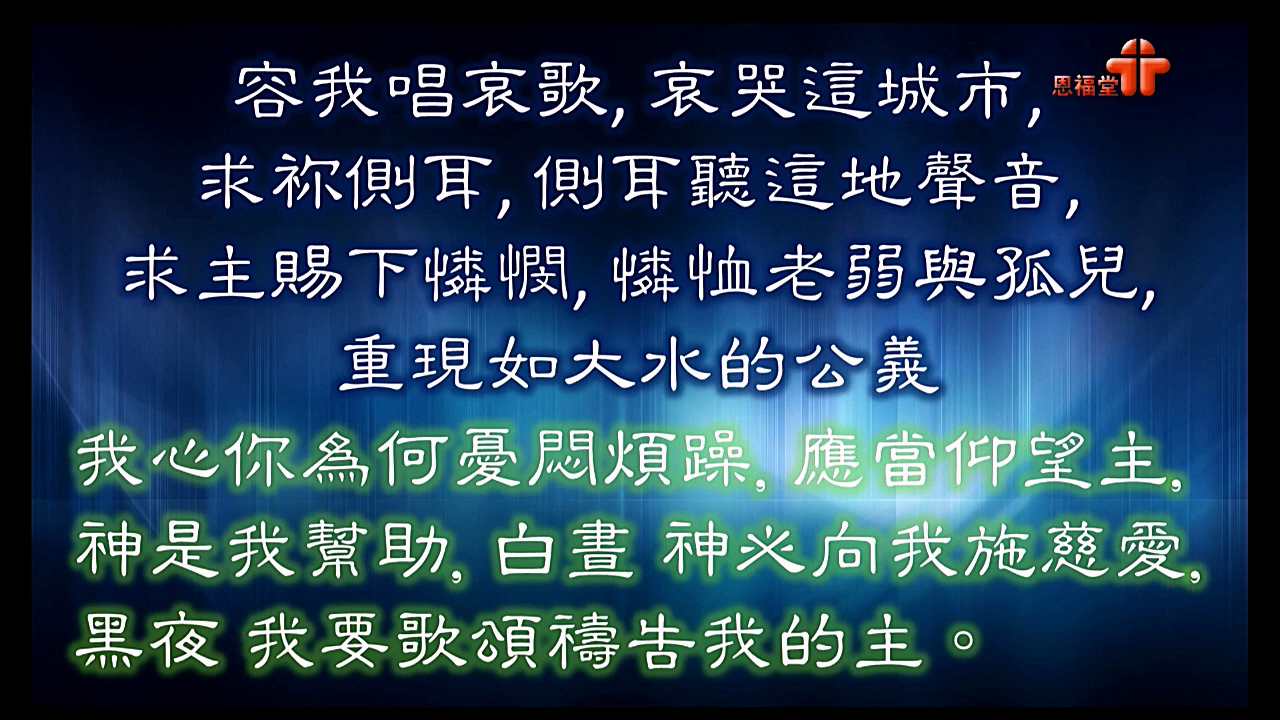 容我唱哀歌, 哀哭這城市,
恩福堂
求祢側耳, 側耳聽這地聲音,
求主賜下憐憫, 憐恤老弱與孤兒,
重現如大水的公義
我心你為何憂悶煩躁, 應當仰望主,
神是我幫助, 白晝 神必向我施慈愛,
黑夜 我要歌頌禱告我的主。